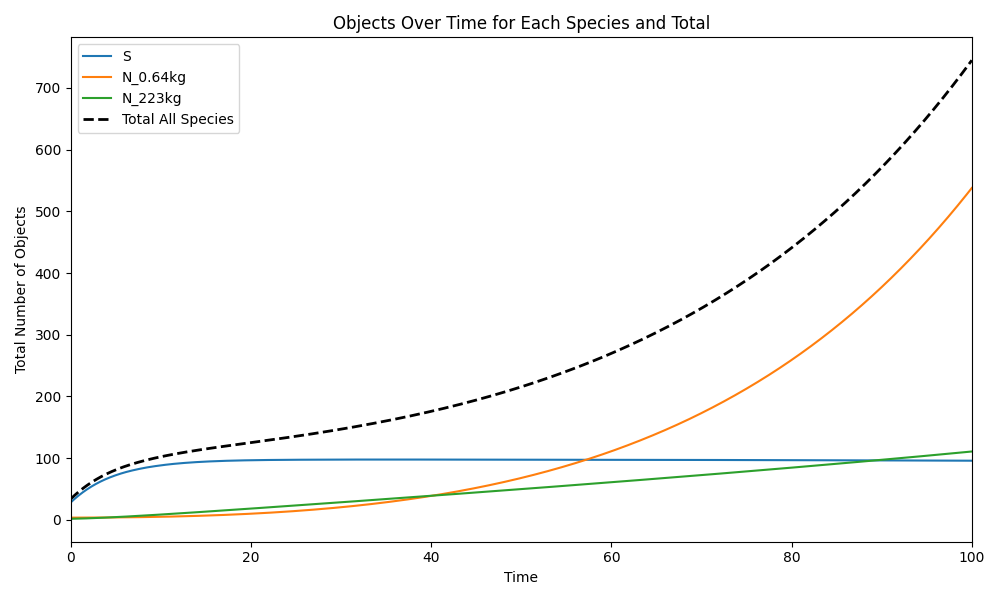 Objects Over Time for Each Species and Total
S
N_0.64kg
N_223kg
Total All Species
Total Number of Objects
700
600
500
400
300
200
100
0
0 20 40 60 80 100
Time